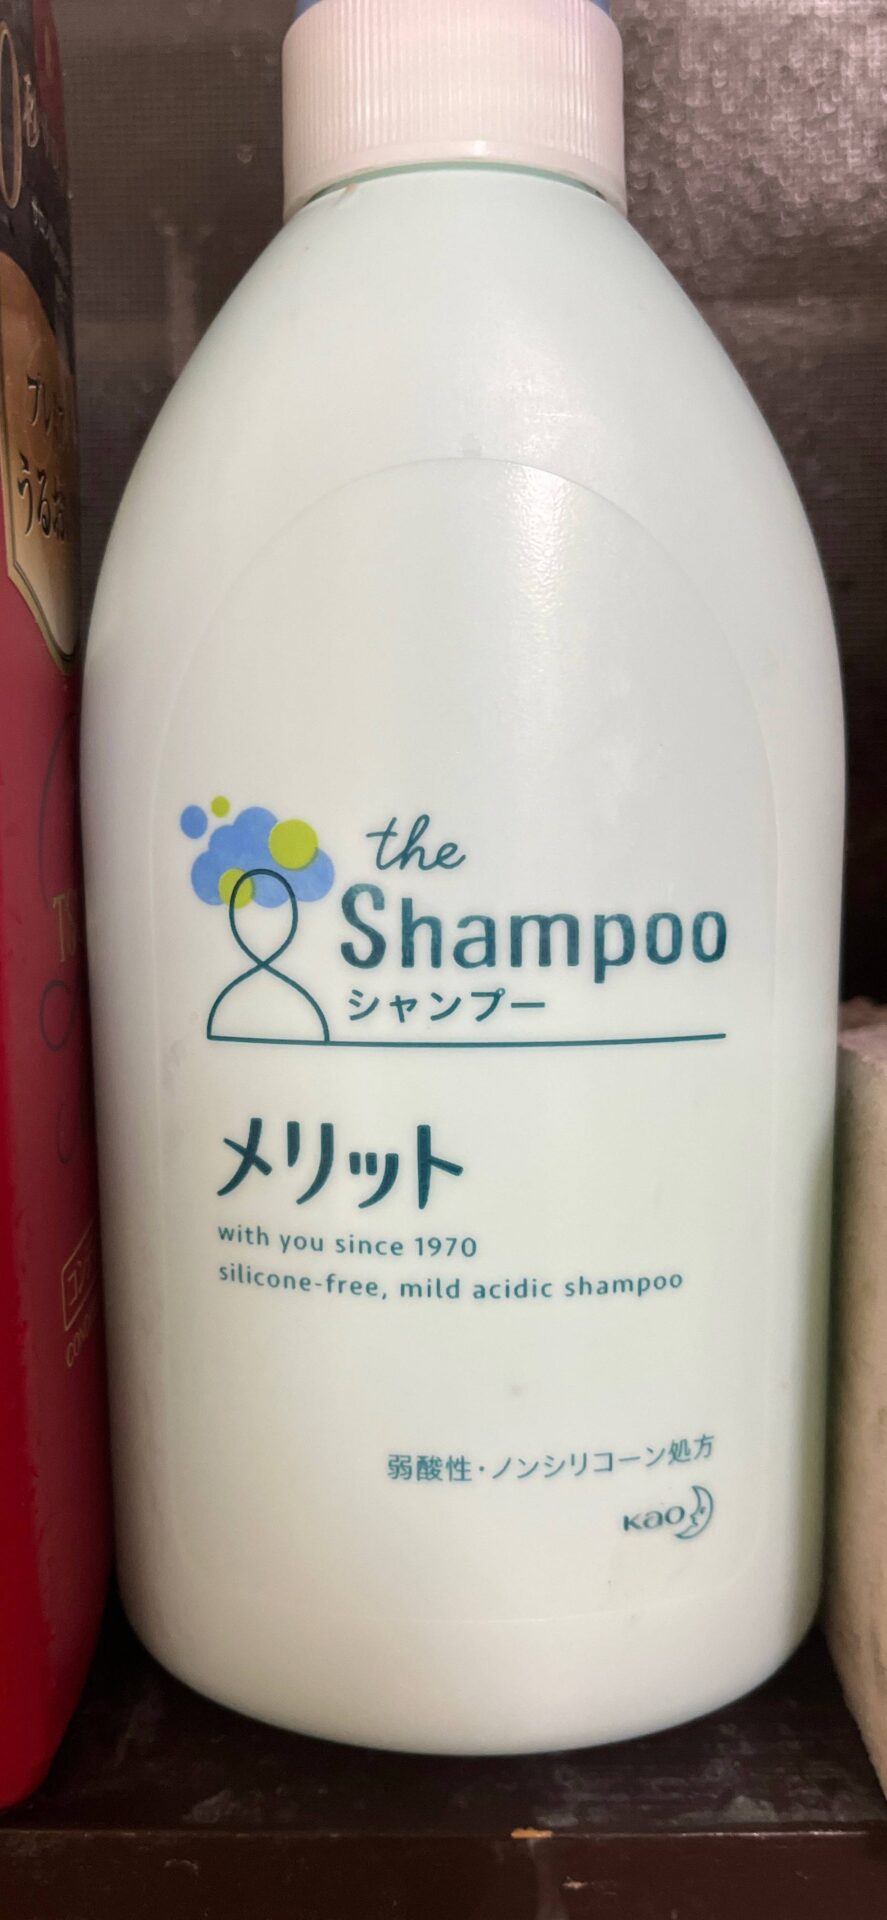 the
Shampoo
シャンプー
メリット
with you since 1970
silicone-free, mild acidic shampoo
弱酸性・ノンシリコーン処方
Kao